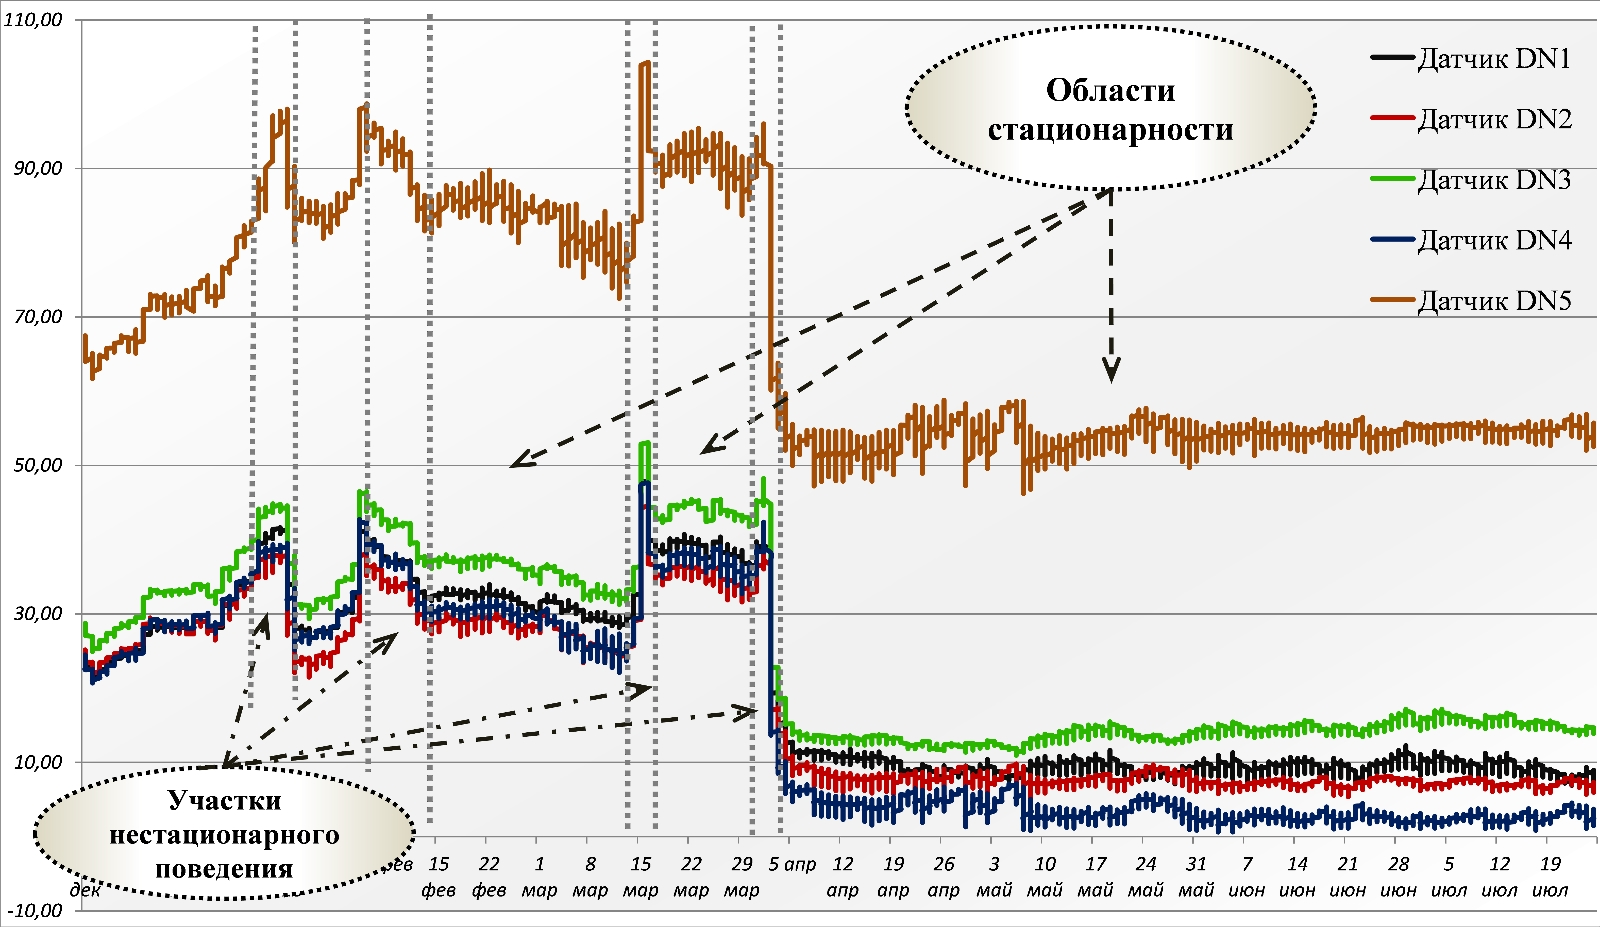 110,00
90,00
70,00
50,00
30,00
10,00
-10,00
Области
стационарности
Датчик DN1
Датчик DN2
Датчик DN3
Датчик DN4
Датчик DN5
Участки
нестационарного
поведения
дек
15 22 1 8 15 22 29 5 апр 12 19 26 3 10 17 24 31 7 14 21 28 5 12 19
фев фев мар мар мар мар мар апр апр апр май май май май май июн июн июн июн июл июл июл